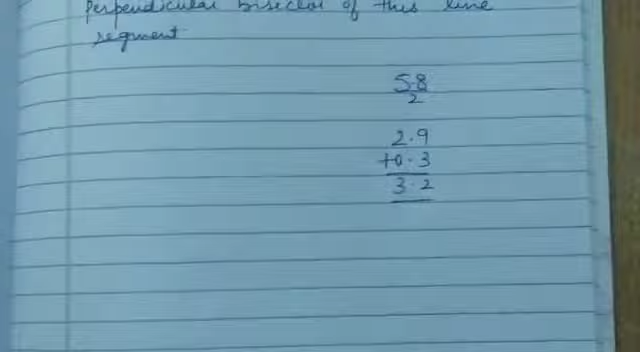 Perpendicular bisector of this line
segment
5.8
2
2.9
+0.3
3.2